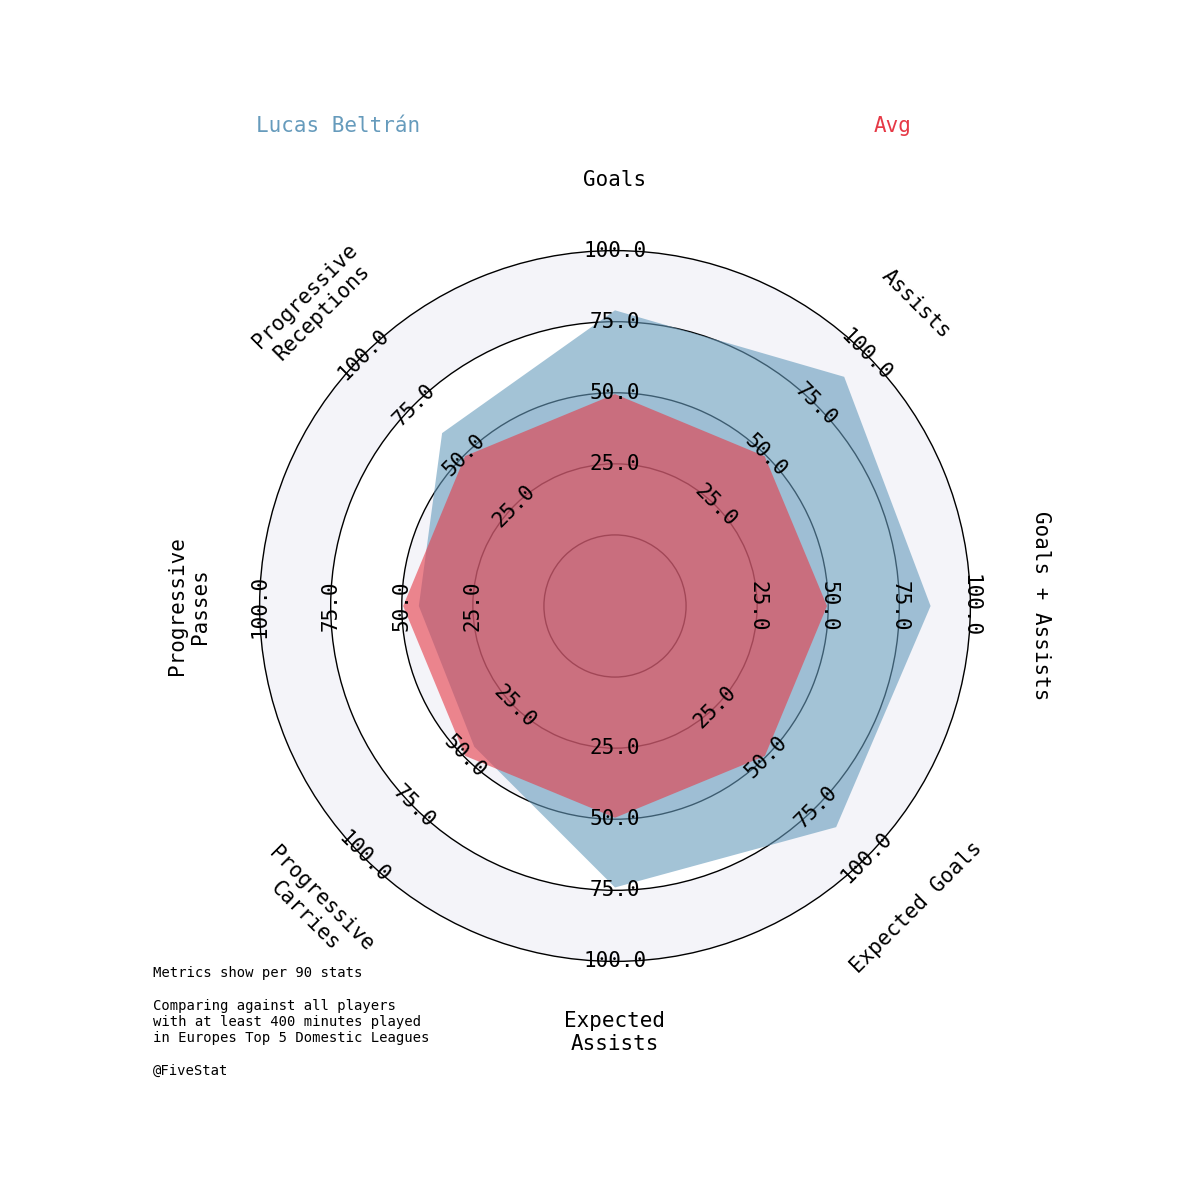 Lucas Beltrán
Avg
Goals
Assists
Goals + Assists
Expected Goals
Expected
Assists
Progressive
Carries
Progressive
Passes
Progressive
Receptions
25.0
50.0
75.0
100.0
25.0
50.0
75.0
100.0
25.0
50.0
75.0
100.0
25.0
50.0
75.0
100.0
25.0
50.0
75.0
100.0
25.0
50.0
75.0
100.0
25.0
50.0
75.0
100.0
25.0
50.0
75.0
100.0
Metrics show per 90 stats
Comparing against all players
with at least 400 minutes played
in Europes Top 5 Domestic Leagues
@FiveStat